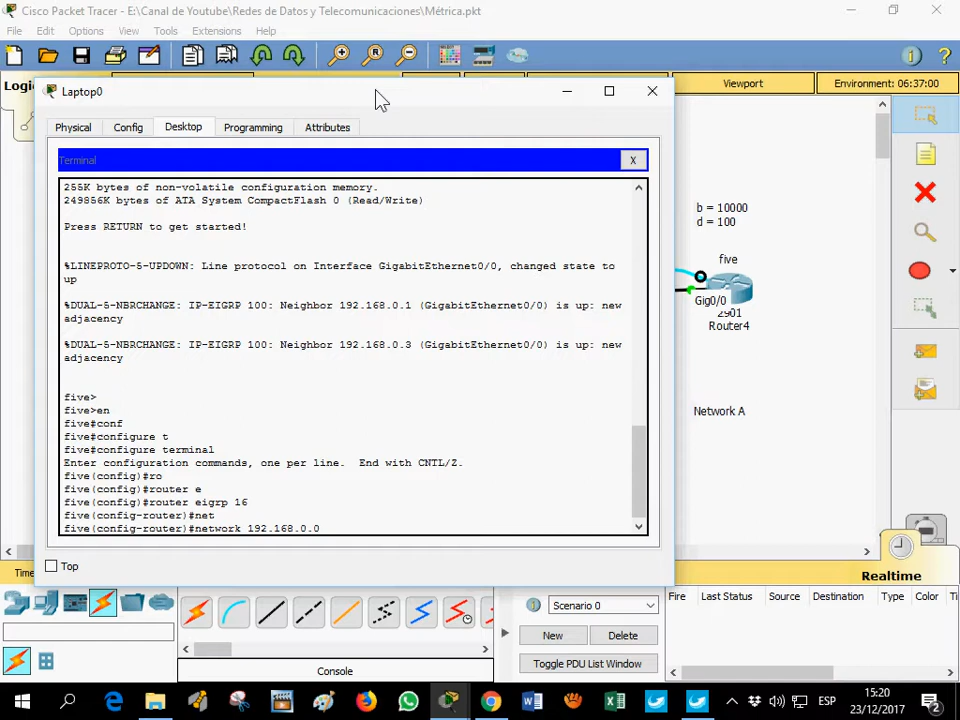 Cisco Packet Tracer - E:\Canal de Youtube\Redes de Datos y Telecomunicaciones\Métrica.pkt
File Edit Options View Tools Extensions Help
Viewport
Environment: 06:37:00
Laptop0
Physical Config Desktop Programming Attributes
Terminal
X
255K bytes of non-volatile configuration memory.
249856K bytes of ATA System CompactFlash 0 (Read/Write)
Press RETURN to get started!
%LINEPROTO-5-UPDOWN: Line protocol on Interface GigabitEthernet0/0, changed state to
up
%DUAL-5-NBRCHANGE: IP-EIGRP 100: Neighbor 192.168.0.1 (GigabitEthernet0/0) is up: new
adjacency
%DUAL-5-NBRCHANGE: IP-EIGRP 100: Neighbor 192.168.0.3 (GigabitEthernet0/0) is up: new
adjacency
five>
five>en
five#conf
five#configure t
five#configure terminal
Enter configuration commands, one per line. End with CNTL/Z.
five(config)#ro
five(config)#router e
five(config)#router eigrp 16
five(config-router)#net
five(config-router)#network 192.168.0.0
Top
b = 10000
d = 100
five
Gig0/0
2901
Router4
Network A
Realtime
Scenario 0
New Delete
Toggle PDU List Window
Fire Last Status Source Destination Type Color
Console
ESP
15:20
23/12/2017
2